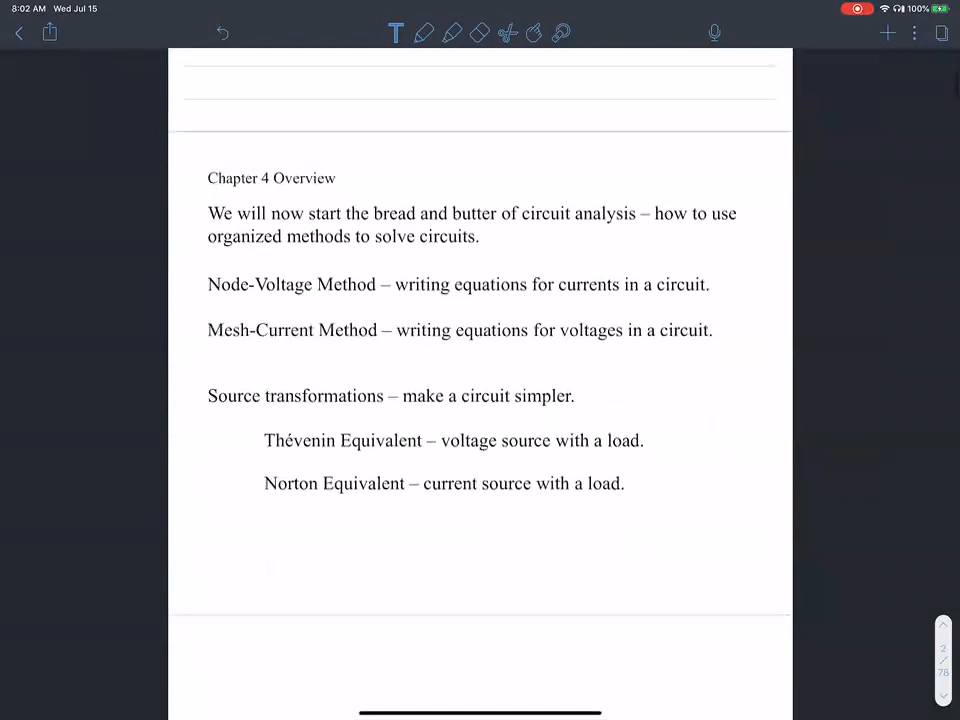 8:02 AM Wed Jul 15
100%
T
Chapter 4 Overview
We will now start the bread and butter of circuit analysis – how to use
organized methods to solve circuits.
Node-Voltage Method – writing equations for currents in a circuit.
Mesh-Current Method – writing equations for voltages in a circuit.
Source transformations – make a circuit simpler.
Thévenin Equivalent – voltage source with a load.
Norton Equivalent – current source with a load.
2
/
78